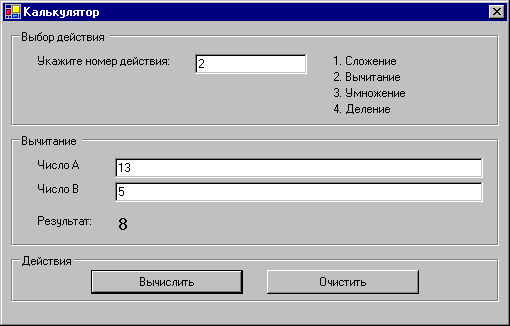 Калькулятор
Выбор действия
Укажите номер действия: 2
1. Сложение
2. Вычитание
3. Умножение
4. Деление
Вычитание
Число А 13
Число В 5
Результат: 8
Действия
Вычислить Очистить